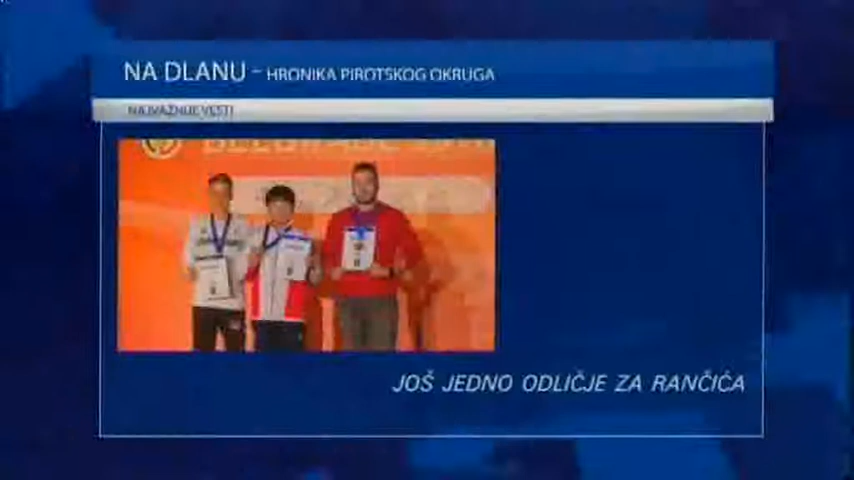 NA DLANU - HRONIKA PIROTSKOG OKRUGA
NAJVAŽNIJE VESTI
JOŠ JEDNO ODLIČJE ZA RANČIĆA